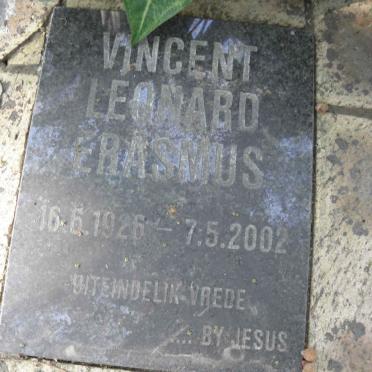 VINCENT
LEONARD
ERASMUS
16.6.1926 – 7.5.2002
UITEINDELIK VREDE
.... BY JESUS